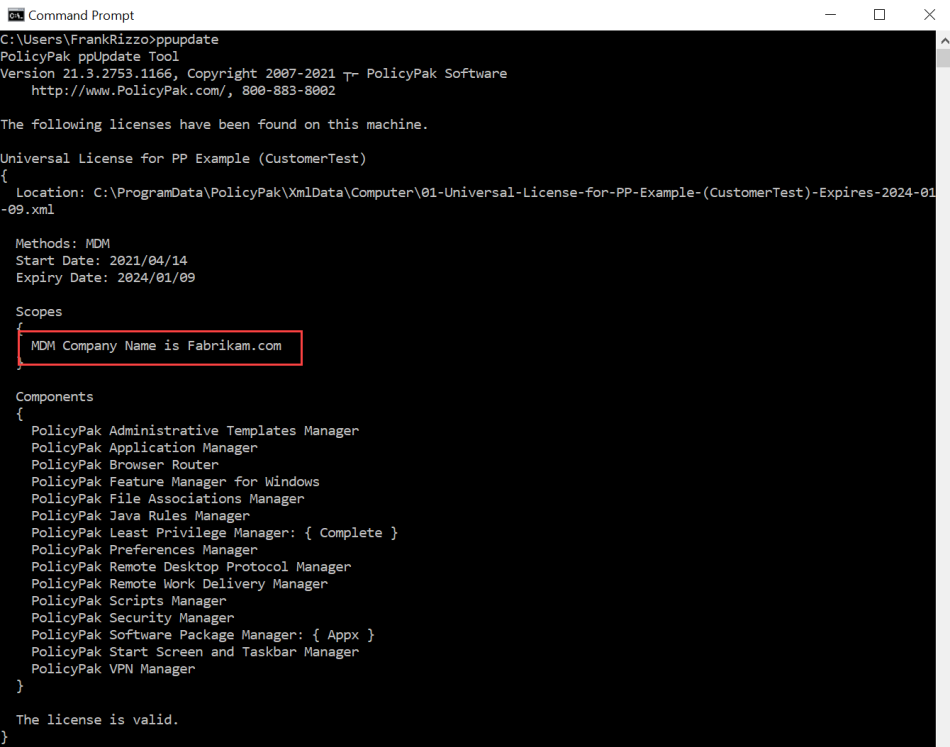 Command Prompt
C:\Users\FrankRizzo>ppupdate
PolicyPak ppUpdate Tool
Version 21.3.2753.1166, Copyright 2007-2021 ┬⌐ PolicyPak Software
http://www.PolicyPak.com/, 800-883-8002
The following licenses have been found on this machine.
Universal License for PP Example (CustomerTest)
{
Location: C:\ProgramData\PolicyPak\XmlData\Computer\01-Universal-License-for-PP-Example-(CustomerTest)-Expires-2024-01
-09.xml
Methods: MDM
Start Date: 2021/04/14
Expiry Date: 2024/01/09
Scopes
{
MDM Company Name is Fabrikam.com
}
Components
{
PolicyPak Administrative Templates Manager
PolicyPak Application Manager
PolicyPak Browser Router
PolicyPak Feature Manager for Windows
PolicyPak File Associations Manager
PolicyPak Java Rules Manager
PolicyPak Least Privilege Manager: { Complete }
PolicyPak Preferences Manager
PolicyPak Remote Desktop Protocol Manager
PolicyPak Remote Work Delivery Manager
PolicyPak Scripts Manager
PolicyPak Security Manager
PolicyPak Software Package Manager: { Appx }
PolicyPak Start Screen and Taskbar Manager
PolicyPak VPN Manager
}
The license is valid.
}